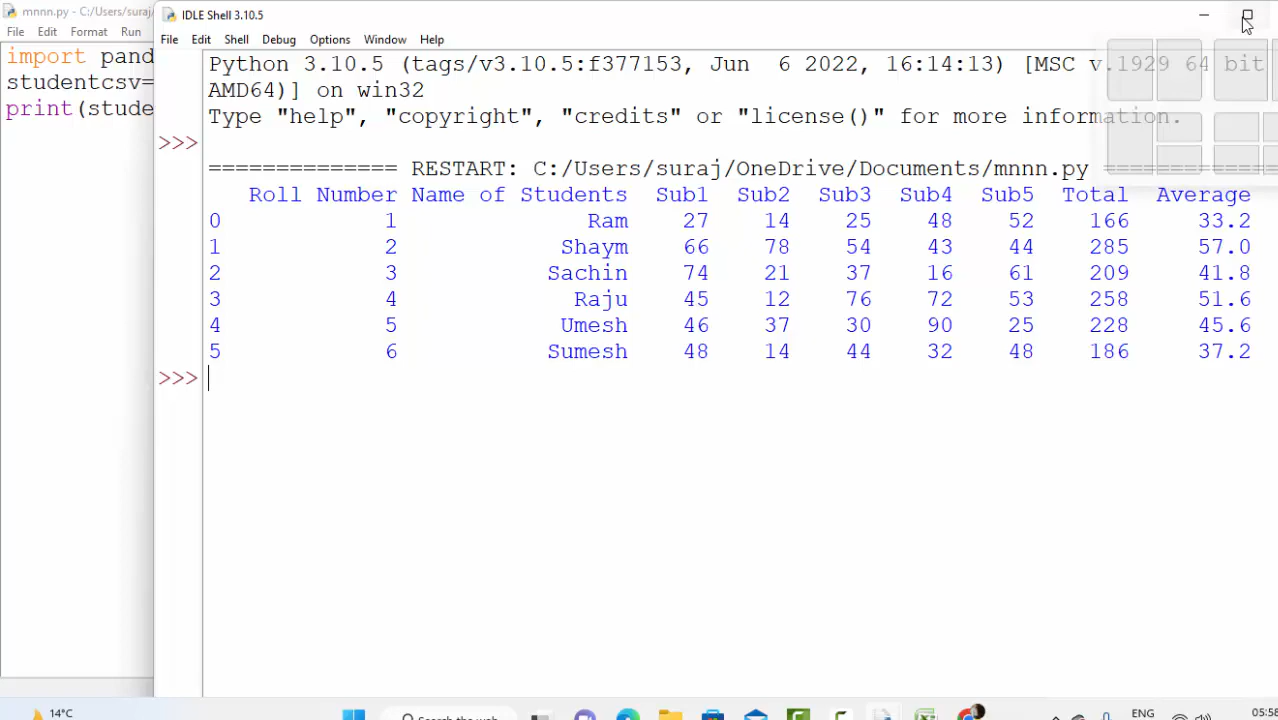 mnnn.py - C:/Users/suraj/
File Edit Format Run
import pand
studentcsv=
print(stude
IDLE Shell 3.10.5
File Edit Shell Debug Options Window Help
Python 3.10.5 (tags/v3.10.5:f377153, Jun  6 2022, 16:14:13) [MSC v.1929 64 bit
AMD64)] on win32
Type "help", "copyright", "credits" or "license()" for more information.
>>>
============== RESTART: C:/Users/suraj/OneDrive/Documents/mnnn.py =============
Roll Number Name of Students Sub1 Sub2 Sub3 Sub4 Sub5 Total Average
0 1 Ram 27 14 25 48 52 166 33.2
1 2 Shaym 66 78 54 43 44 285 57.0
2 3 Sachin 74 21 37 16 61 209 41.8
3 4 Raju 45 12 76 72 53 258 51.6
4 5 Umesh 46 37 30 90 25 228 45.6
5 6 Sumesh 48 14 44 32 48 186 37.2
>>>
14°C
Search the web
ENG
05:58